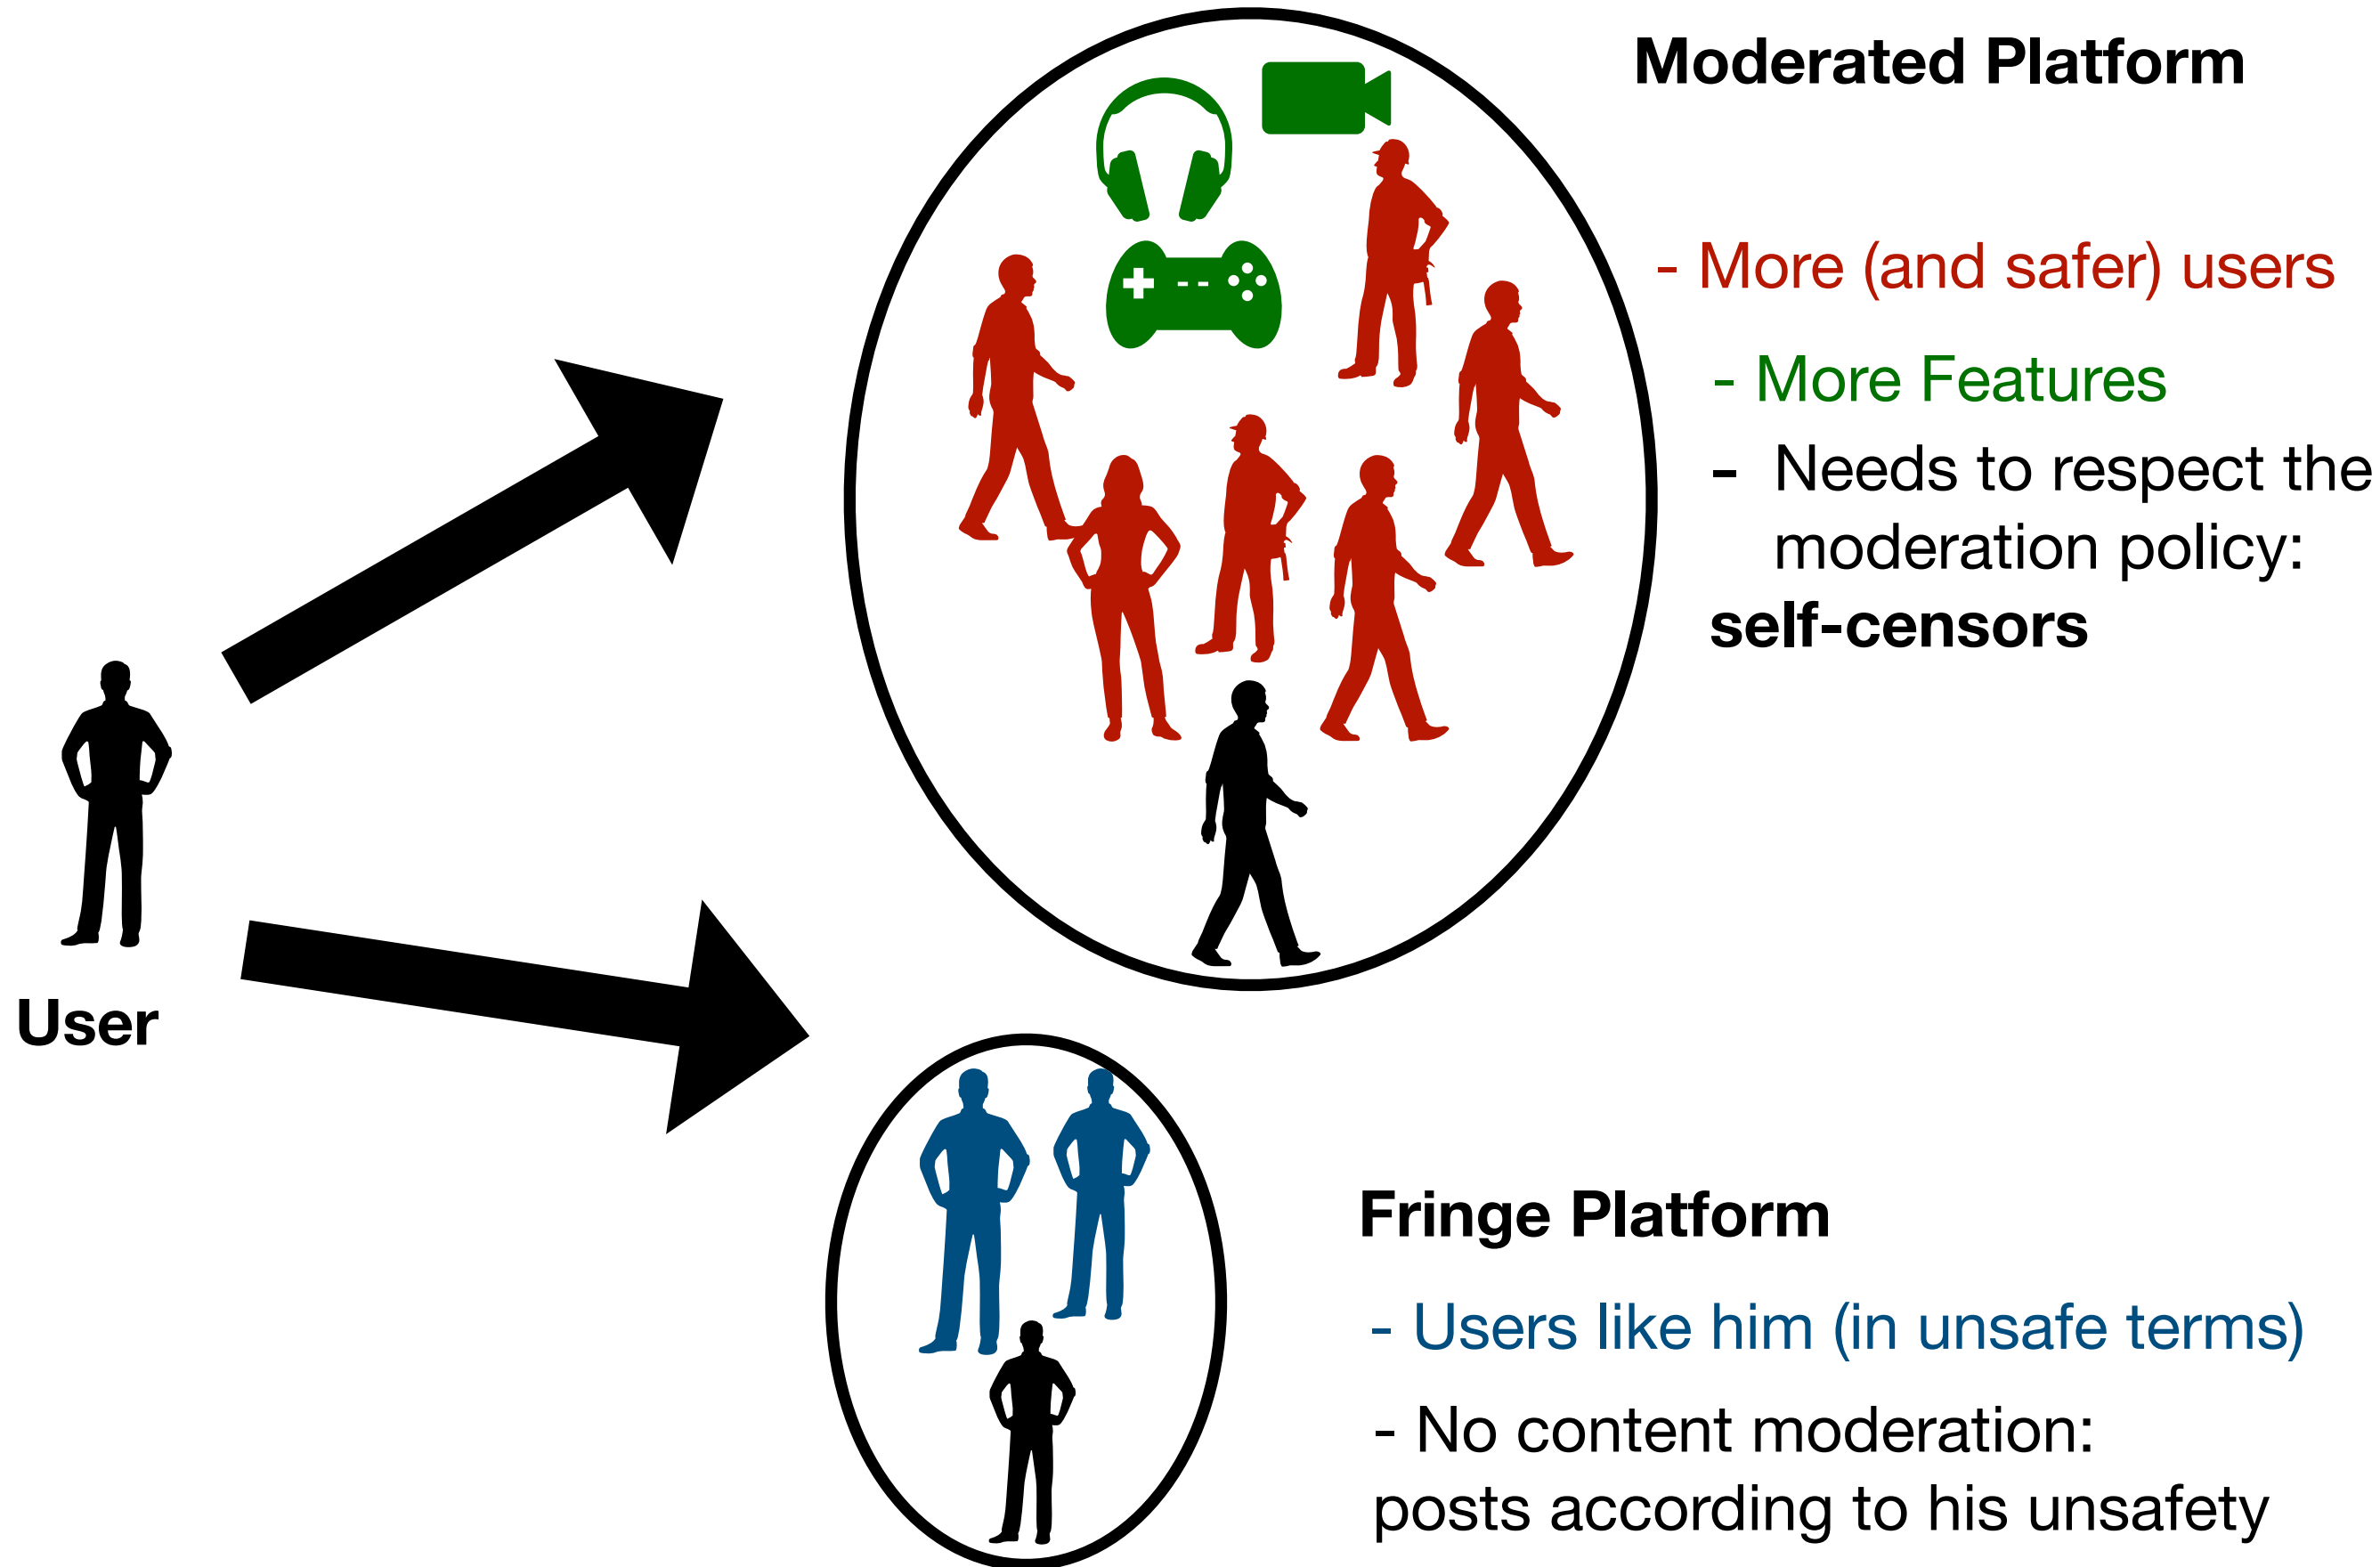 Moderated Platform
- More (and safer) users
- More Features
- Needs to respect the
moderation policy:
self-censors
User
Fringe Platform
- Users like him (in unsafe terms)
- No content moderation:
posts according to his unsafety